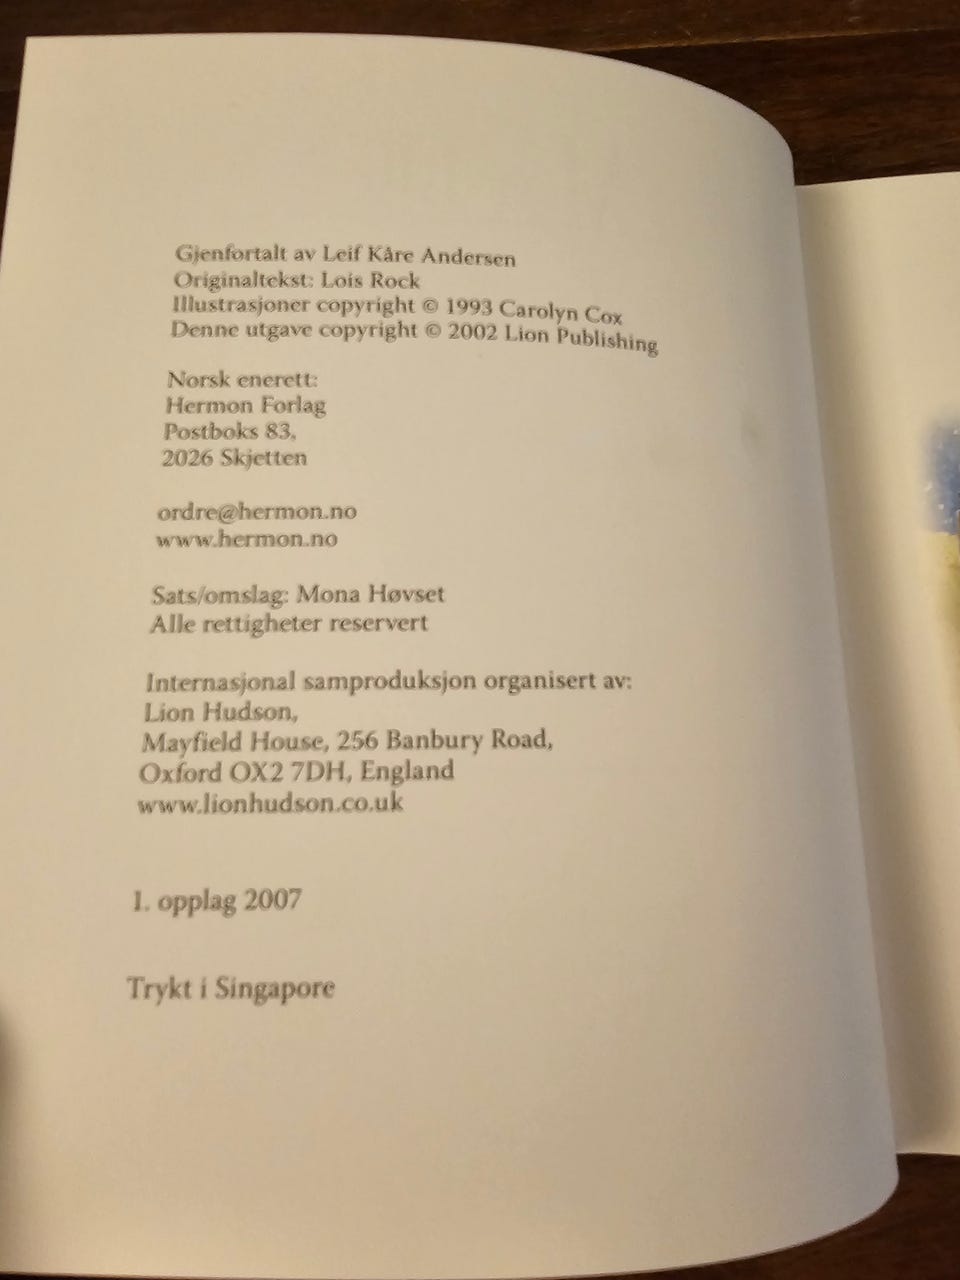 Gjenfortalt av Leif Kåre Andersen
Originaltekst: Lois Rock
Illustrasjoner copyright © 1993 Carolyn Cox
Denne utgave copyright © 2002 Lion Publishing
Norsk enerett:
Hermon Forlag
Postboks 83,
2026 Skjetten
ordre@hermon.no
www.hermon.no
Sats/omslag: Mona Høvset
Alle rettigheter reservert
Internasjonal samproduksjon organisert av:
Lion Hudson,
Mayfield House, 256 Banbury Road,
Oxford OX2 7DH, England
www.lionhudson.co.uk
1. opplag 2007
Trykt i Singapore